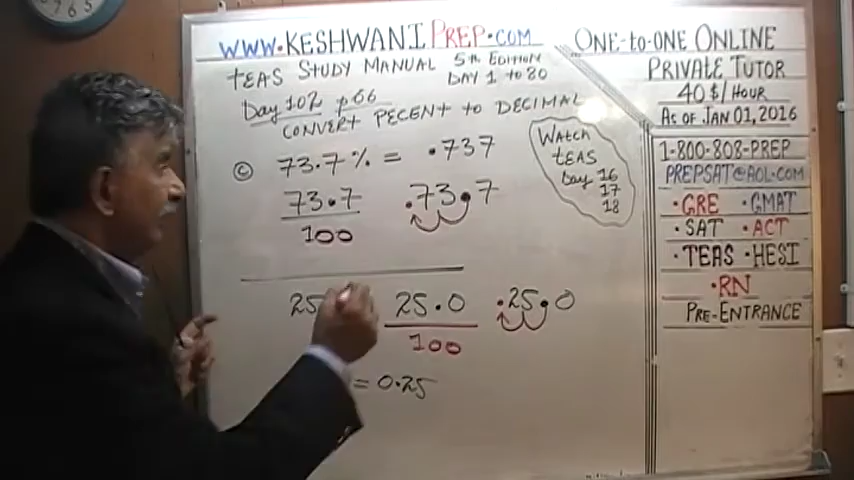 www.KESHWANIPREP.COM
TEAS STUDY MANUAL 5th EDITION
DAY 1 to 80
Day 102 p66
CONVERT PECENT to DECIMAL
© 73.7% = .737
73.7
100
.73.7
WATCH
tEAS
Day 16
17
18
25
25.0
100
.25.0
= 0.25
ONE-to-ONE ONLINE
PRIVATE TUTOR
40$/HOUR
AS OF JAN 01,2016
1-800-808-PREP
PREPSAT@AOL.COM
•GRE •GMAT
•SAT •ACT
•TEAS •HESI
•RN
PRE-ENTRANCE